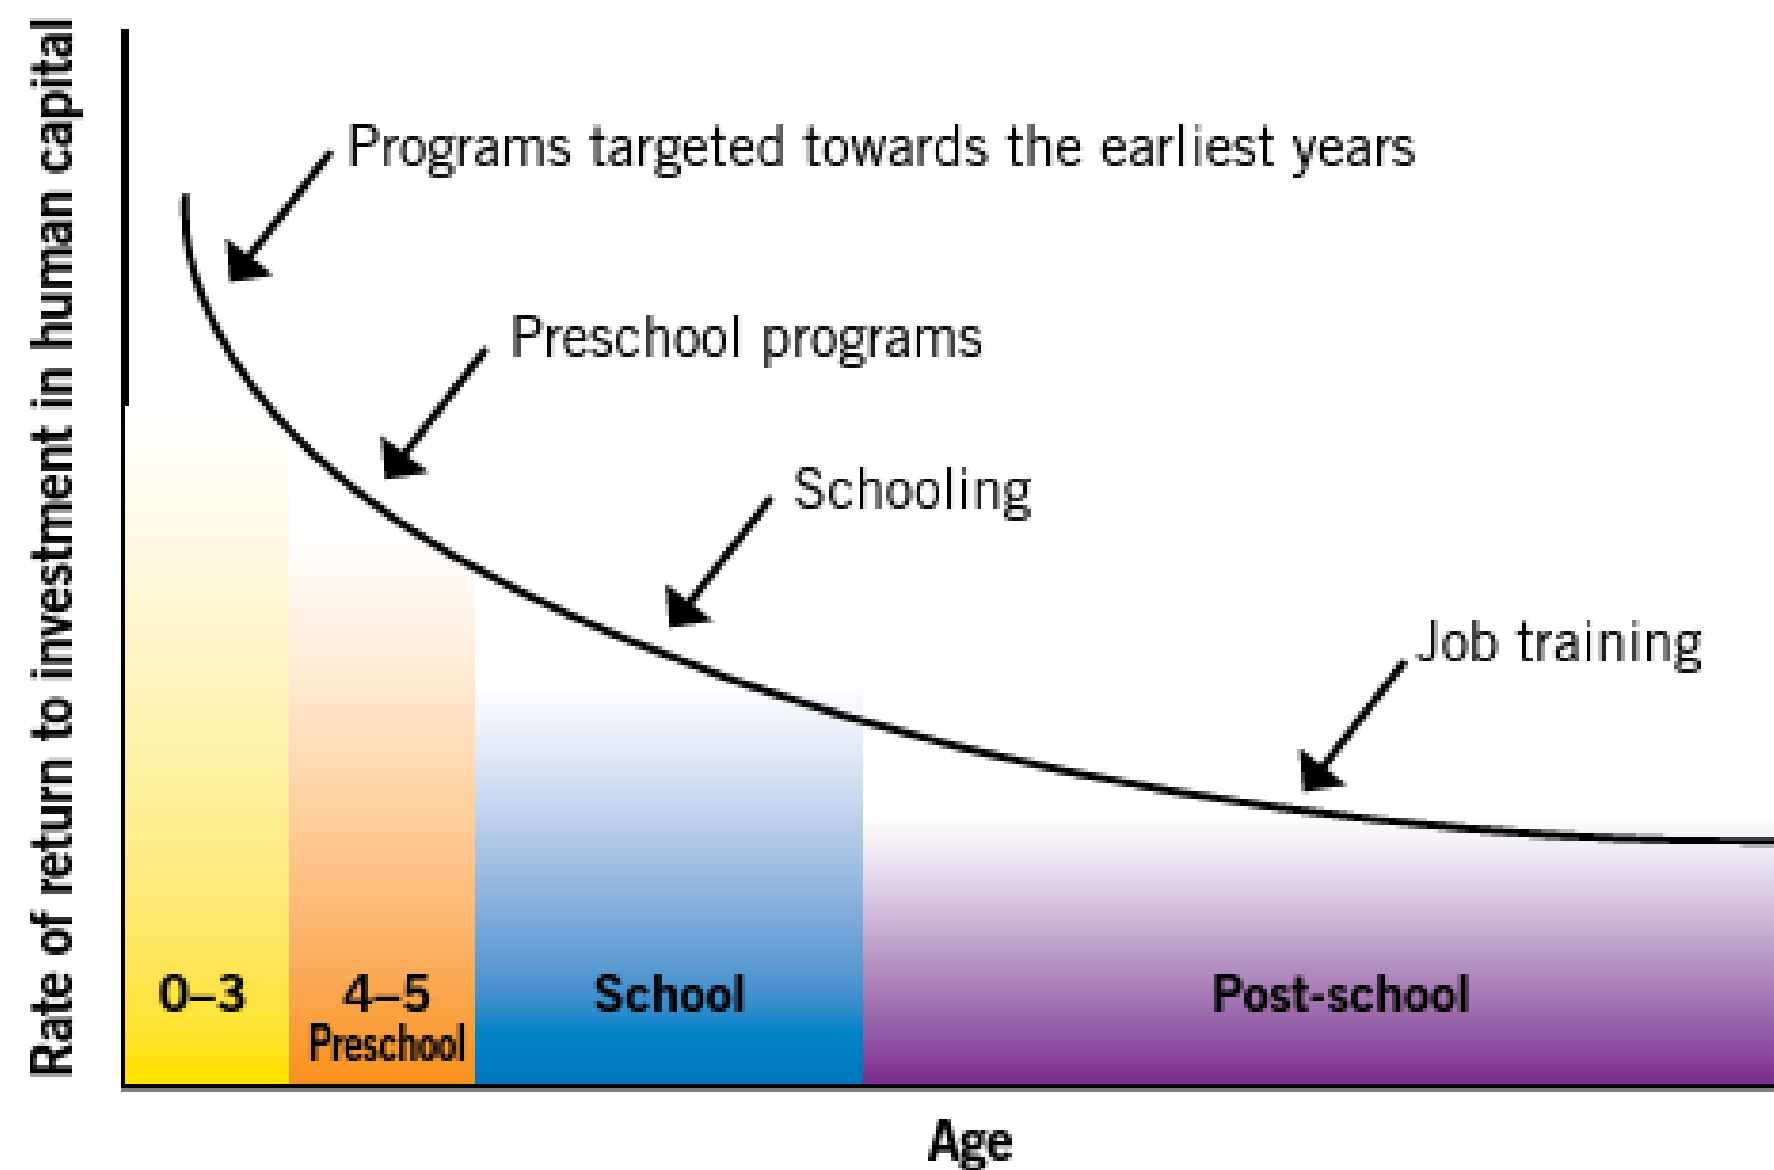 Rate of return to investment in human capital
Programs targeted towards the earliest years
Preschool programs
Schooling
Job training
0–3
4–5
Preschool
School
Post-school
Age